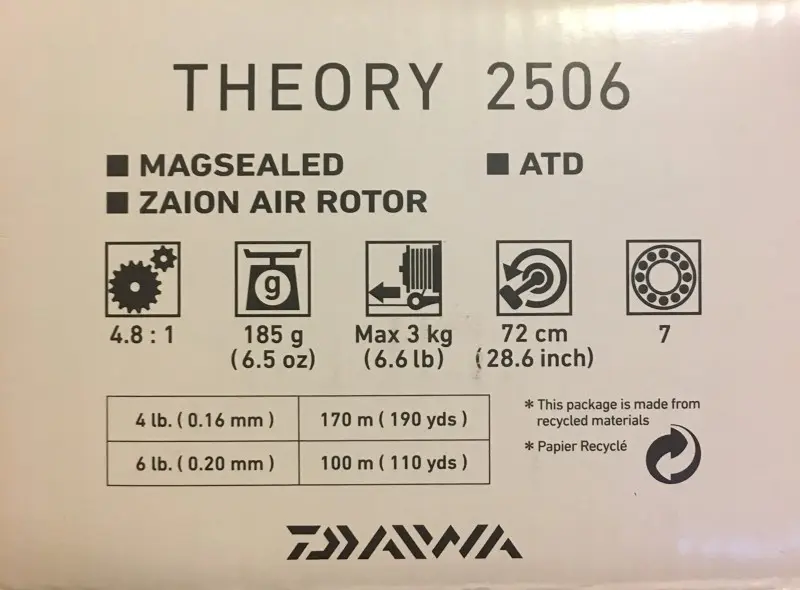 THEORY 2506
■ MAGSEALED ■ ATD
■ ZAION AIR ROTOR
g
4.8 : 1 185 g Max 3 kg 72 cm 7
(6.5 oz) (6.6 lb) (28.6 inch)
4 lb. ( 0.16 mm ) 170 m ( 190 yds )
6 lb. ( 0.20 mm ) 100 m ( 110 yds )
* This package is made from
recycled materials
* Papier Recyclé
DAIWA